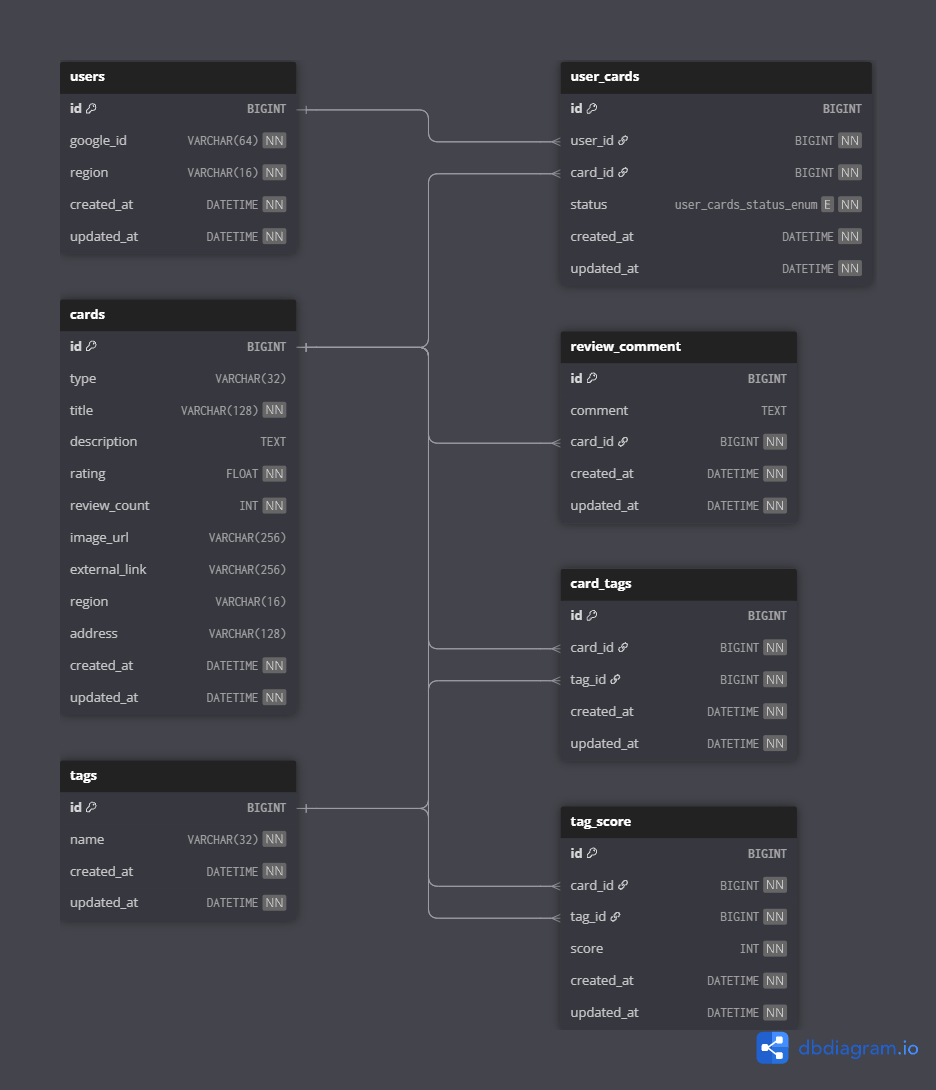 users
id BIGINT
google_id VARCHAR(64) NN
region VARCHAR(16) NN
created_at DATETIME NN
updated_at DATETIME NN
cards
id BIGINT
type VARCHAR(32)
title VARCHAR(128) NN
description TEXT
rating FLOAT NN
review_count INT NN
image_url VARCHAR(256)
external_link VARCHAR(256)
region VARCHAR(16)
address VARCHAR(128)
created_at DATETIME NN
updated_at DATETIME NN
tags
id BIGINT
name VARCHAR(32) NN
created_at DATETIME NN
updated_at DATETIME NN
user_cards
id BIGINT
user_id BIGINT NN
card_id BIGINT NN
status user_cards_status_enum E NN
created_at DATETIME NN
updated_at DATETIME NN
review_comment
id BIGINT
comment TEXT
card_id BIGINT NN
created_at DATETIME NN
updated_at DATETIME NN
card_tags
id BIGINT
card_id BIGINT NN
tag_id BIGINT NN
created_at DATETIME NN
updated_at DATETIME NN
tag_score
id BIGINT
card_id BIGINT NN
tag_id BIGINT NN
score INT NN
created_at DATETIME NN
updated_at DATETIME NN
dbdiagram.io